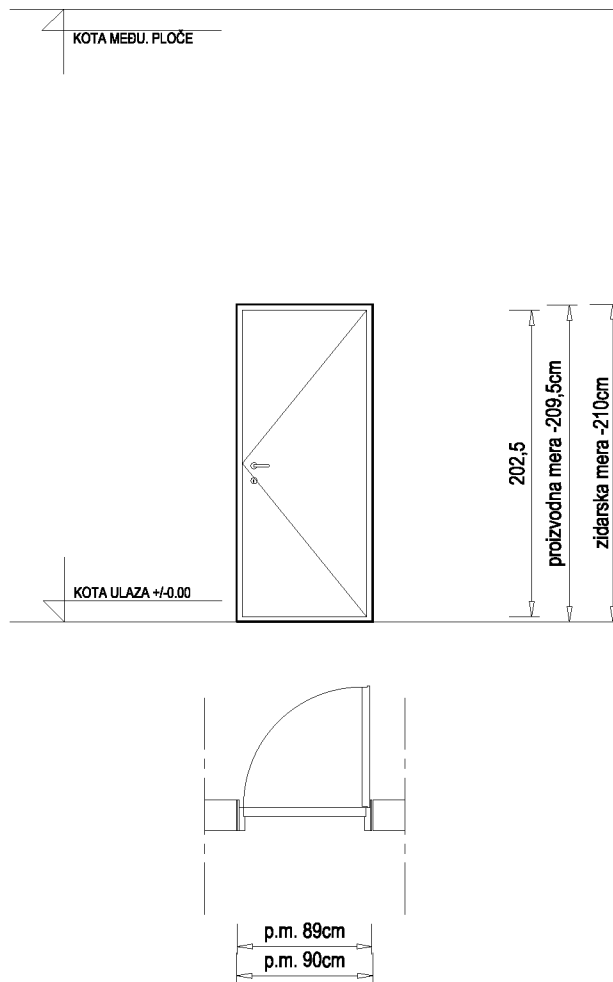 KOTA MEĐU. PLOČE
202,5
proizvodna mera -209,5cm
zidarska mera -210cm
KOTA ULAZA +/-0.00
p.m. 89cm
p.m. 90cm